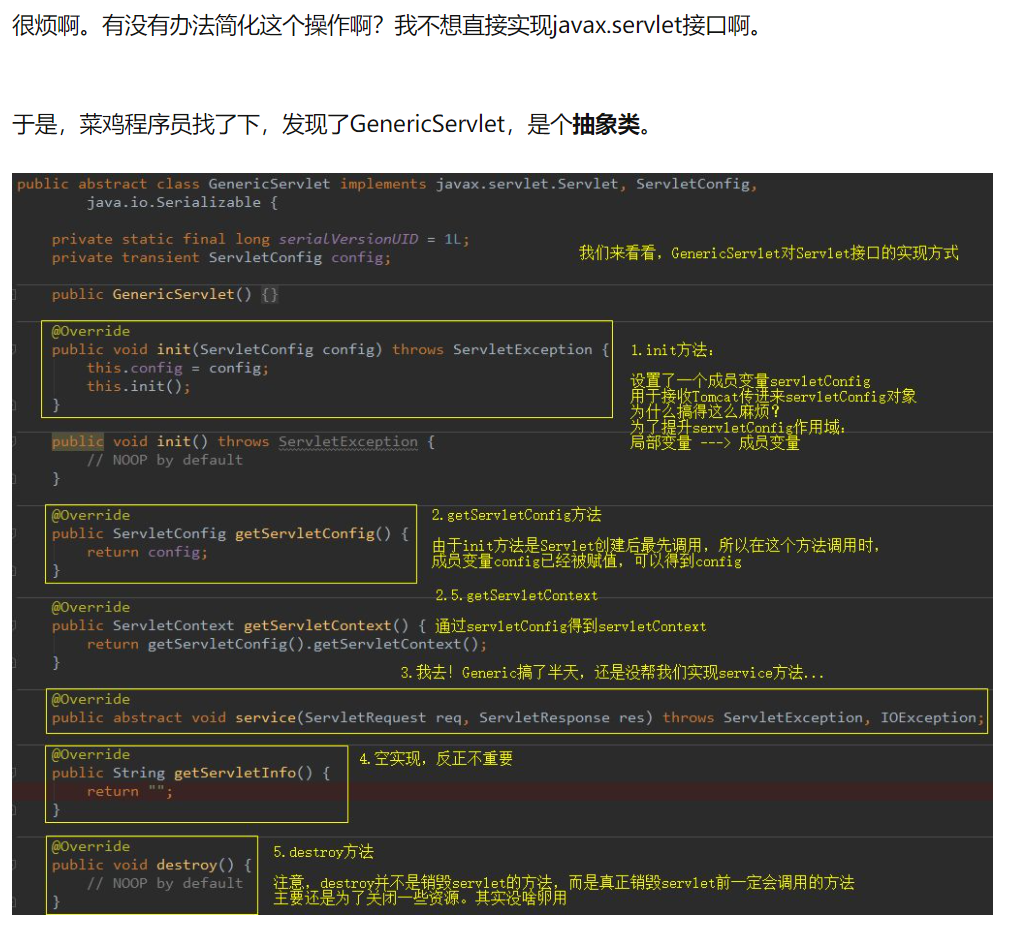 很烦啊。有没有办法简化这个操作啊？我不想直接实现javax.servlet接口啊。
于是，菜鸡程序员找了下，发现了GenericServlet，是个抽象类。
public abstract class GenericServlet implements javax.servlet.Servlet, ServletConfig,
java.io.Serializable {
private static final long serialVersionUID = 1L;
private transient ServletConfig config;
我们来看看，GenericServlet对Servlet接口的实现方式
public GenericServlet() {}
@Override
public void init(ServletConfig config) throws ServletException {
this.config = config;
this.init();
}
1.init方法：
设置了一个成员变量servletConfig
用于接收Tomcat传进来servletConfig对象
为什么搞得这么麻烦？
为了提升servletConfig作用域：
局部变量 ---> 成员变量
public void init() throws ServletException {
// NOOP by default
}
@Override
public ServletConfig getServletConfig() {
return config;
}
2.getServletConfig方法
由于init方法是Servlet创建后最先调用，所以在这个方法调用时，
成员变量config已经被赋值，可以得到config
2.5.getServletContext
@Override
public ServletContext getServletContext() { 通过servletConfig得到servletContext
return getServletConfig().getServletContext();
}
3.我去！Generic搞了半天，还是没帮我们实现service方法...
@Override
public abstract void service(ServletRequest req, ServletResponse res) throws ServletException, IOException;
@Override
public String getServletInfo() {
return "";
}
4.空实现，反正不重要
@Override
public void destroy() {
// NOOP by default
}
5.destroy方法
注意，destroy并不是销毁servlet的方法，而是真正销毁servlet前一定会调用的方法
主要还是为了关闭一些资源。其实没啥卵用